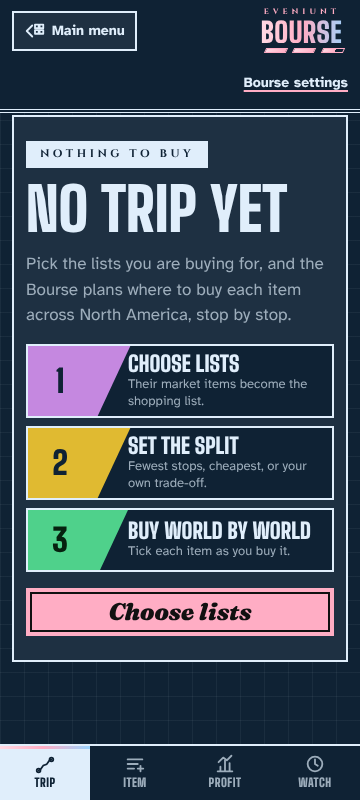 Main menu
EVENIUNT
BOURSE
Bourse settings
NOTHING TO BUY
NO TRIP YET
Pick the lists you are buying for, and the
Bourse plans where to buy each item
across North America, stop by stop.
1
CHOOSE LISTS
Their market items become the
shopping list.
2
SET THE SPLIT
Fewest stops, cheapest, or your
own trade-off.
3
BUY WORLD BY WORLD
Tick each item as you buy it.
Choose lists
TRIP
ITEM
PROFIT
WATCH